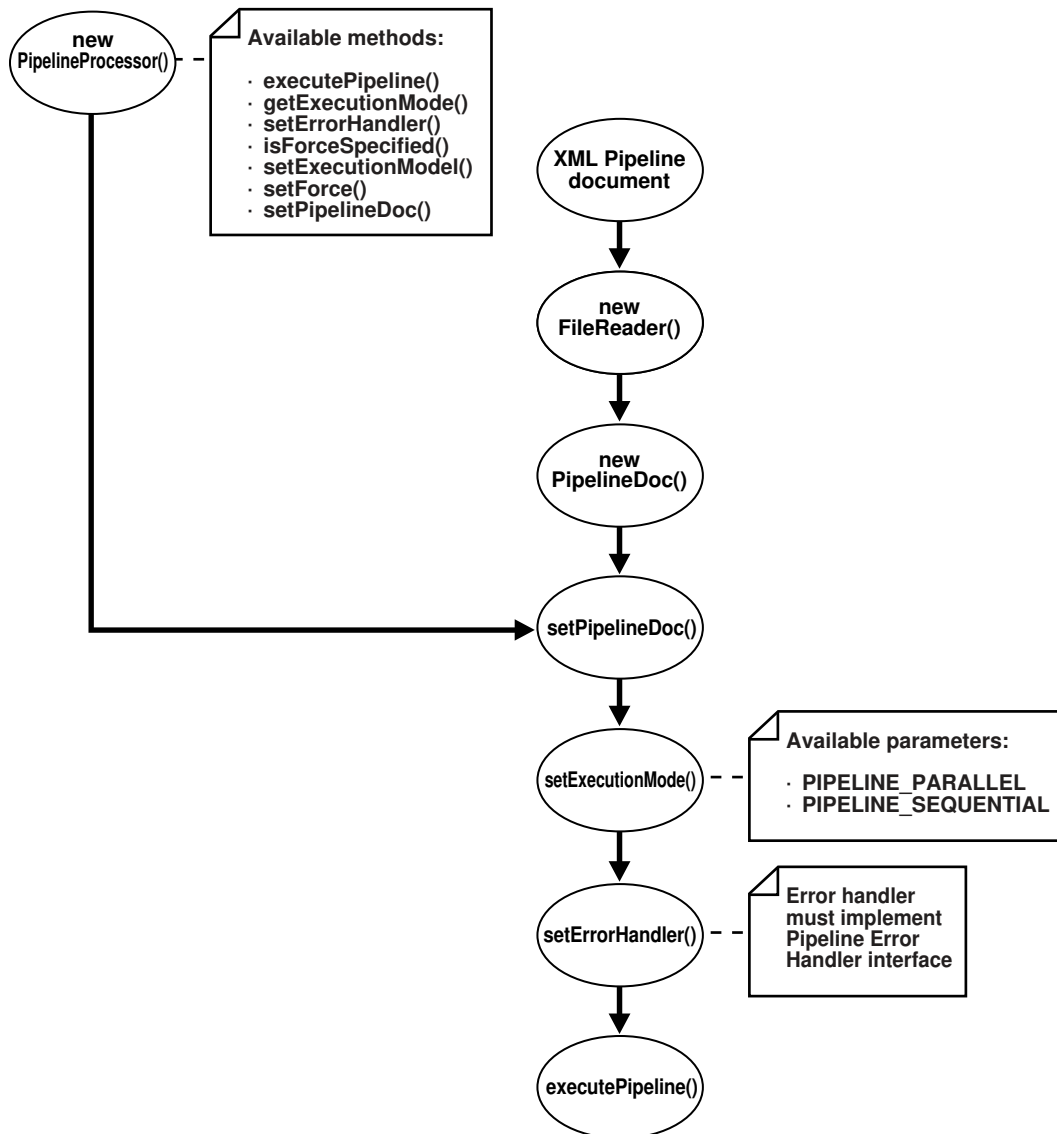 new
PipelineProcessor()
Available methods:
· executePipeline()
· getExecutionMode()
· setErrorHandler()
· isForceSpecified()
· setExecutionModel()
· setForce()
· setPipelineDoc()
XML Pipeline
document
new
FileReader()
new
PipelineDoc()
setPipelineDoc()
setExecutionMode()
Available parameters:
· PIPELINE_PARALLEL
· PIPELINE_SEQUENTIAL
setErrorHandler()
Error handler
must implement
Pipeline Error
Handler interface
executePipeline()